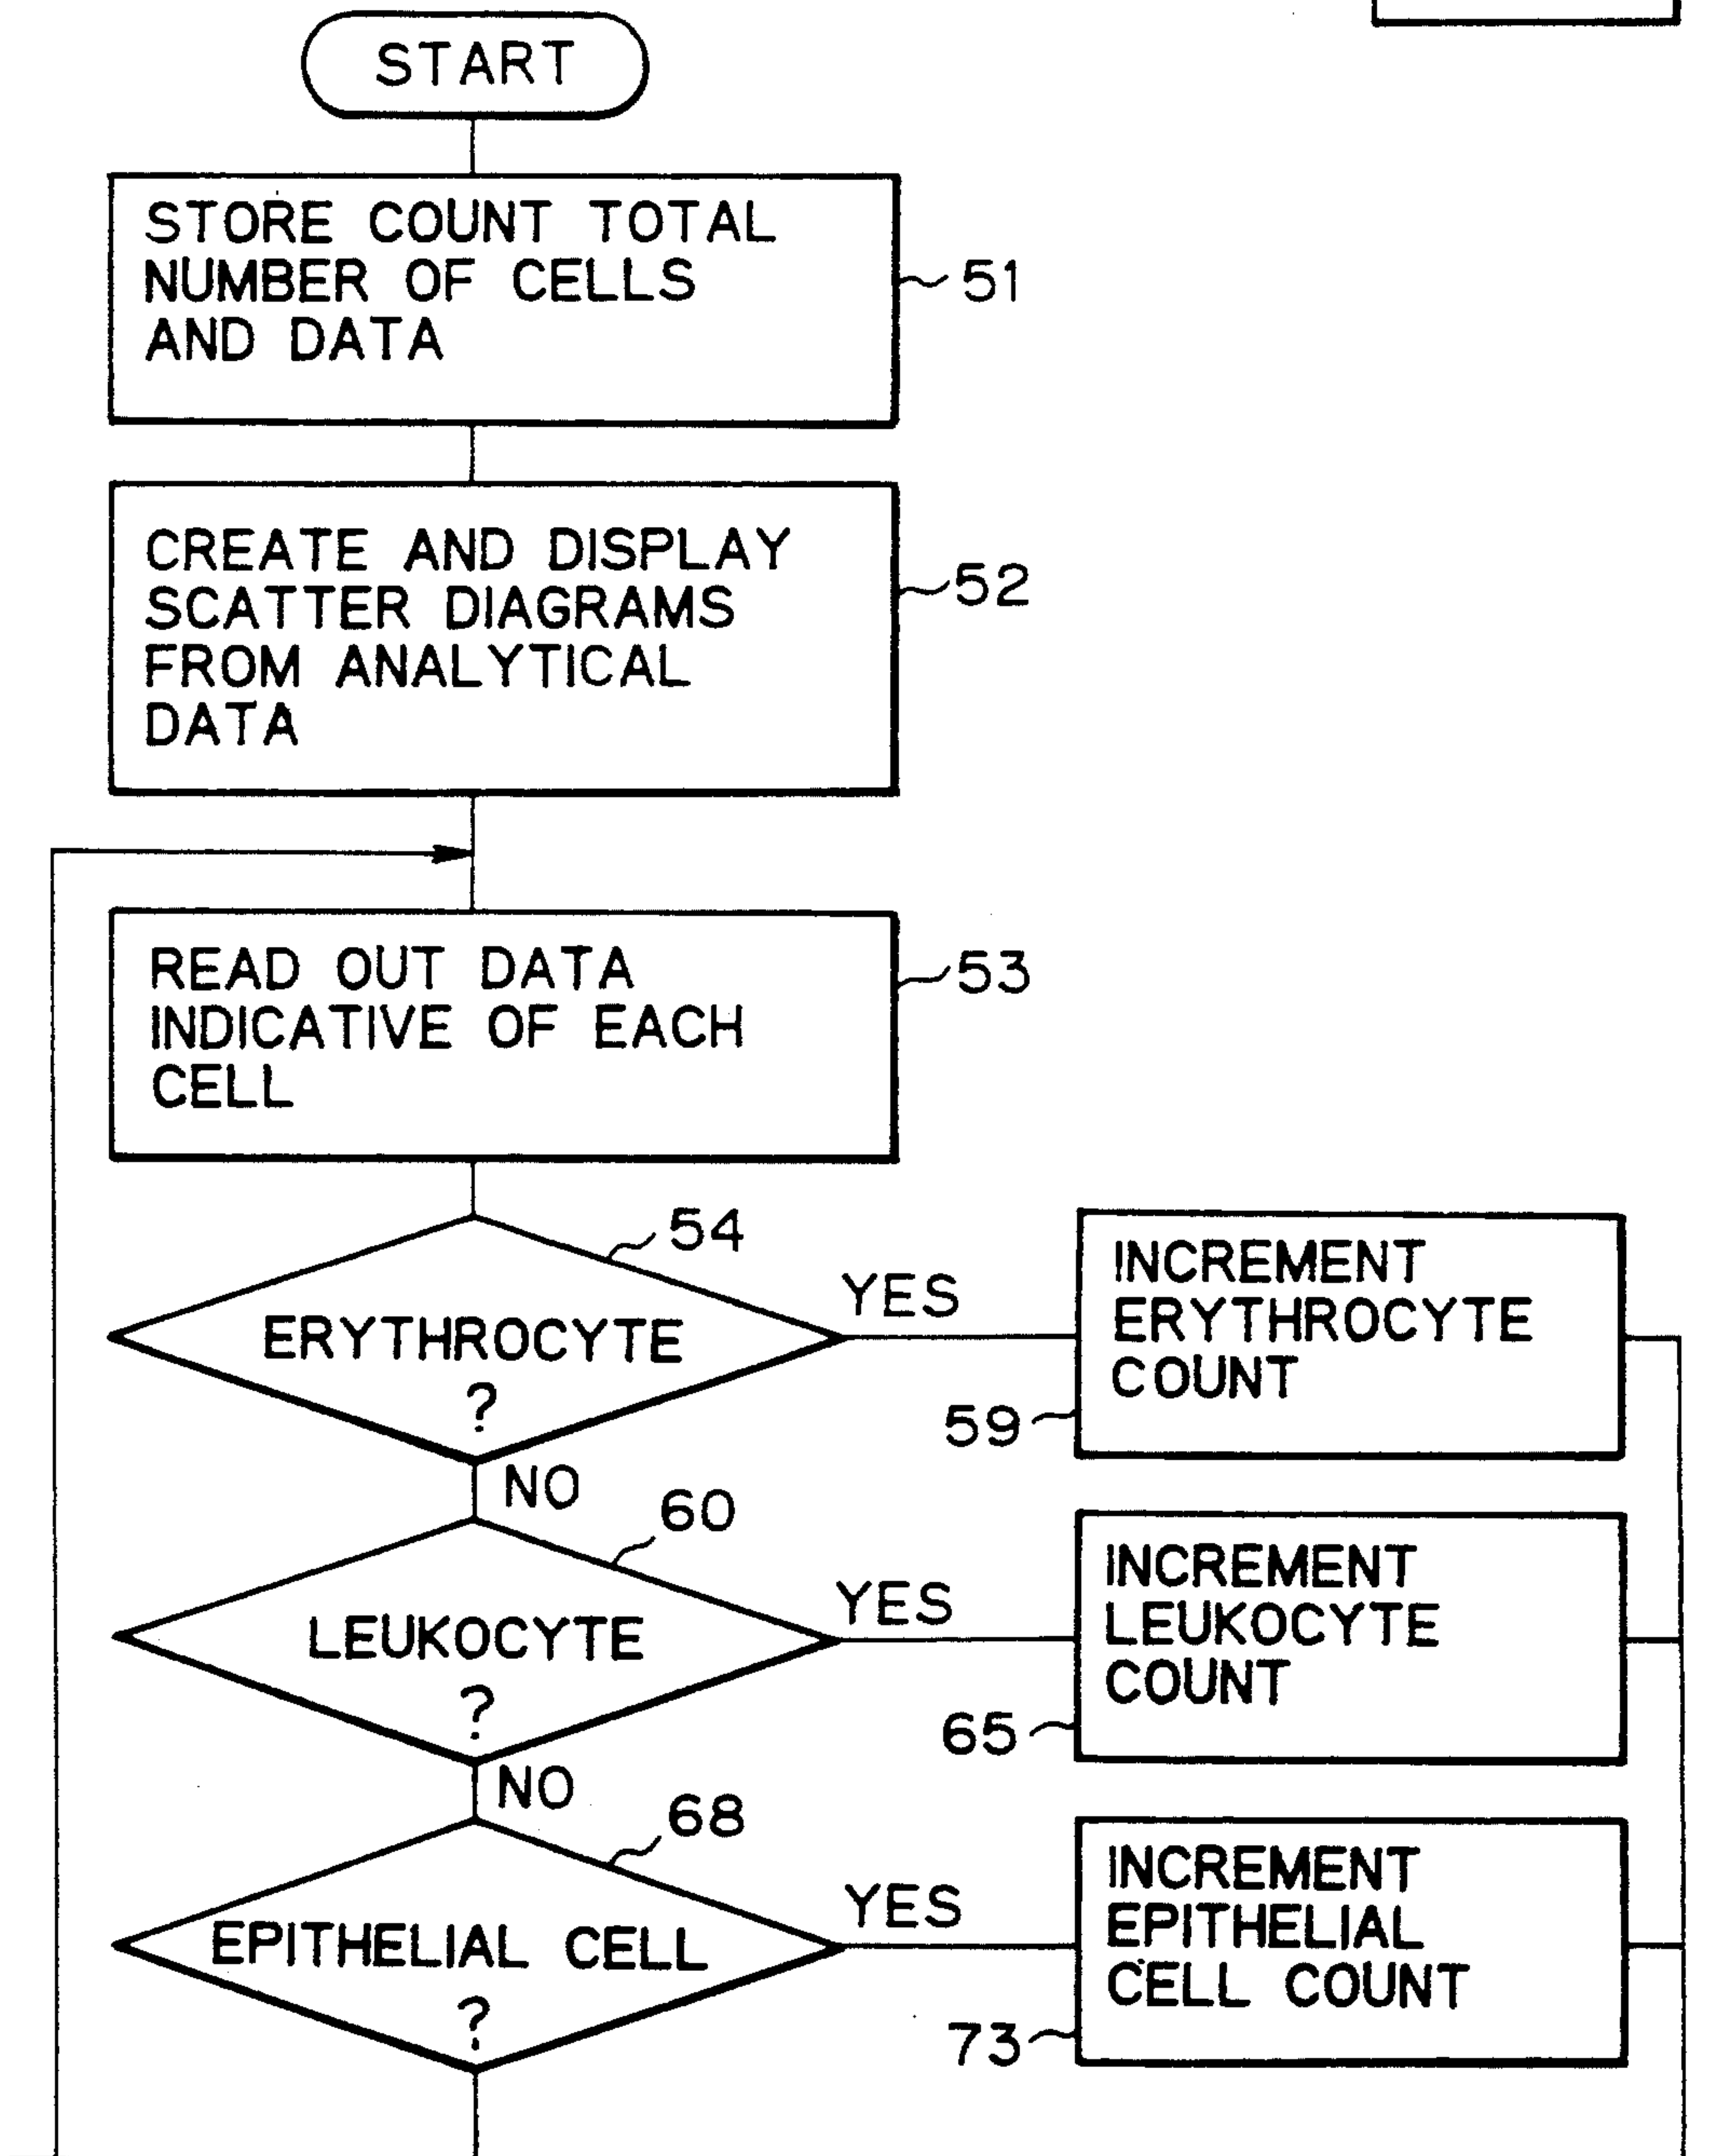 START
STORE COUNT TOTAL
NUMBER OF CELLS
AND DATA
51
CREATE AND DISPLAY
SCATTER DIAGRAMS
FROM ANALYTICAL
DATA
52
READ OUT DATA
INDICATIVE OF EACH
CELL
53
54
ERYTHROCYTE
?
YES
INCREMENT
ERYTHROCYTE
COUNT
59
NO
60
LEUKOCYTE
?
YES
INCREMENT
LEUKOCYTE
COUNT
65
NO
68
EPITHELIAL CELL
?
YES
INCREMENT
EPITHELIAL
CELL COUNT
73